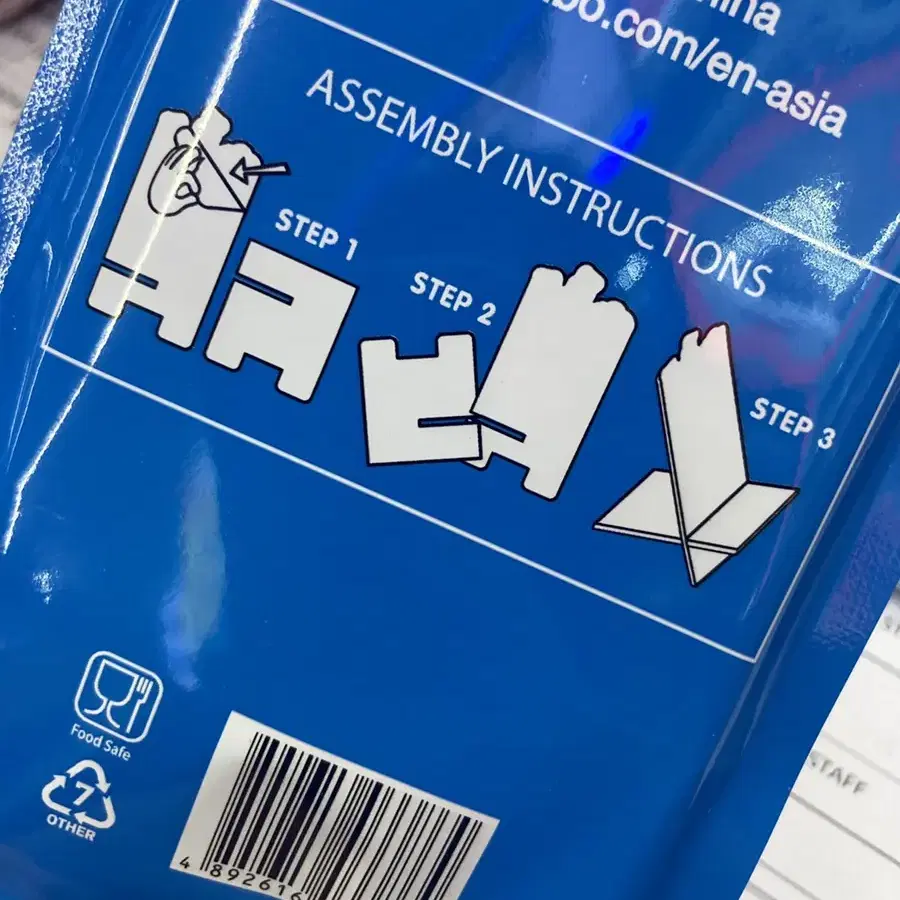 bo.com/en-asia
ASSEMBLY INSTRUCTIONS
STEP 1
STEP 2
STEP 3
Food Safe
7
OTHER
4 892616
STAFF